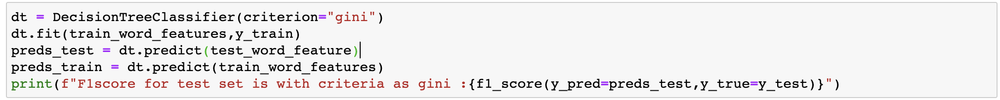 dt = DecisionTreeClassifier(criterion="gini")
dt.fit(train_word_features,y_train)
preds_test = dt.predict(test_word_feature)
preds_train = dt.predict(train_word_features)
print(f"F1score for test set is with criteria as gini :{f1_score(y_pred=preds_test,y_true=y_test)}")